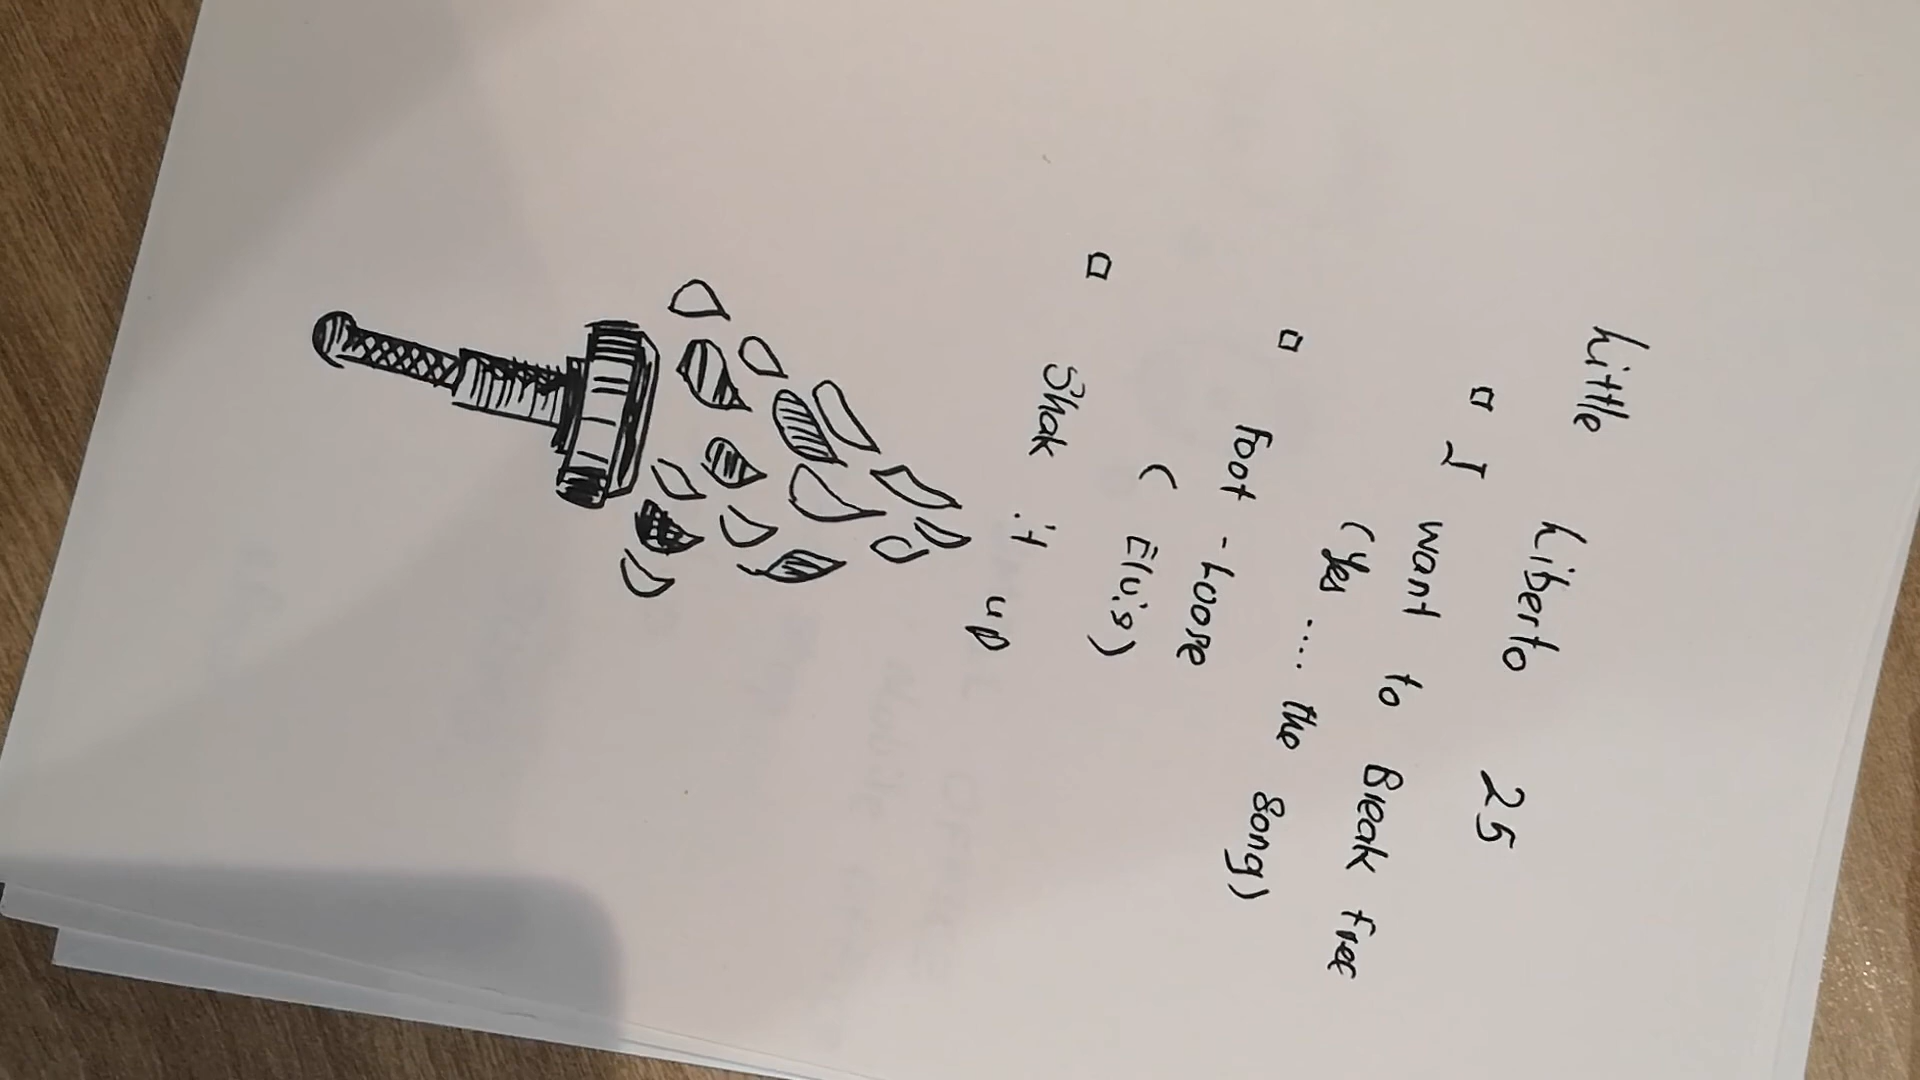 Little Liberto 25
I want to Break free
(Yes ..... the song)
Foot - Loose
( Elvis)
Shak it up